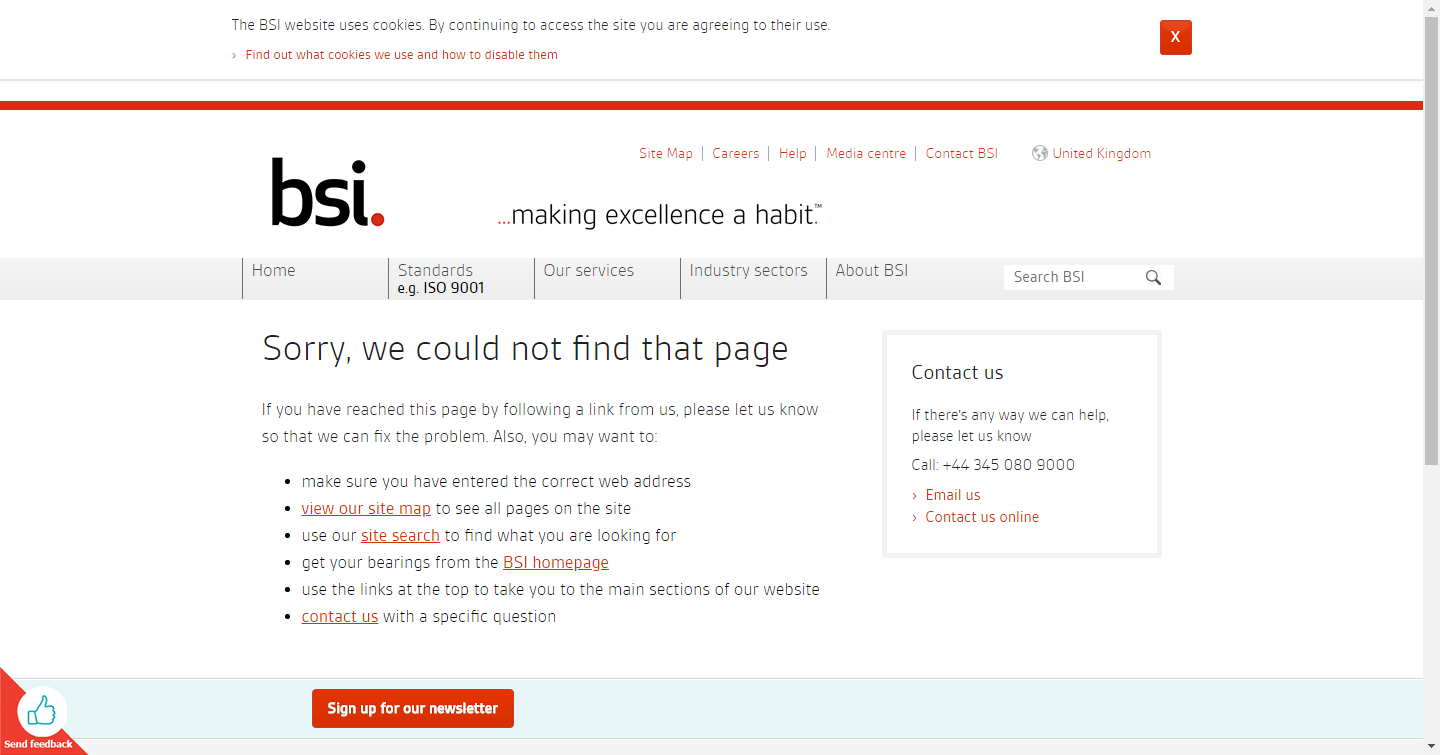 The BSI website uses cookies. By continuing to access the site you are agreeing to their use.
› Find out what cookies we use and how to disable them
X
Site Map | Careers | Help | Media centre | Contact BSI United Kingdom
bsi.
...making excellence a habit.™
Home Standards Our services Industry sectors About BSI Search BSI
e.g. ISO 9001
Sorry, we could not find that page
If you have reached this page by following a link from us, please let us know
so that we can fix the problem. Also, you may want to:
• make sure you have entered the correct web address
• view our site map to see all pages on the site
• use our site search to find what you are looking for
• get your bearings from the BSI homepage
• use the links at the top to take you to the main sections of our website
• contact us with a specific question
Contact us
If there's any way we can help,
please let us know
Call: +44 345 080 9000
› Email us
› Contact us online
Sign up for our newsletter
Send feedback